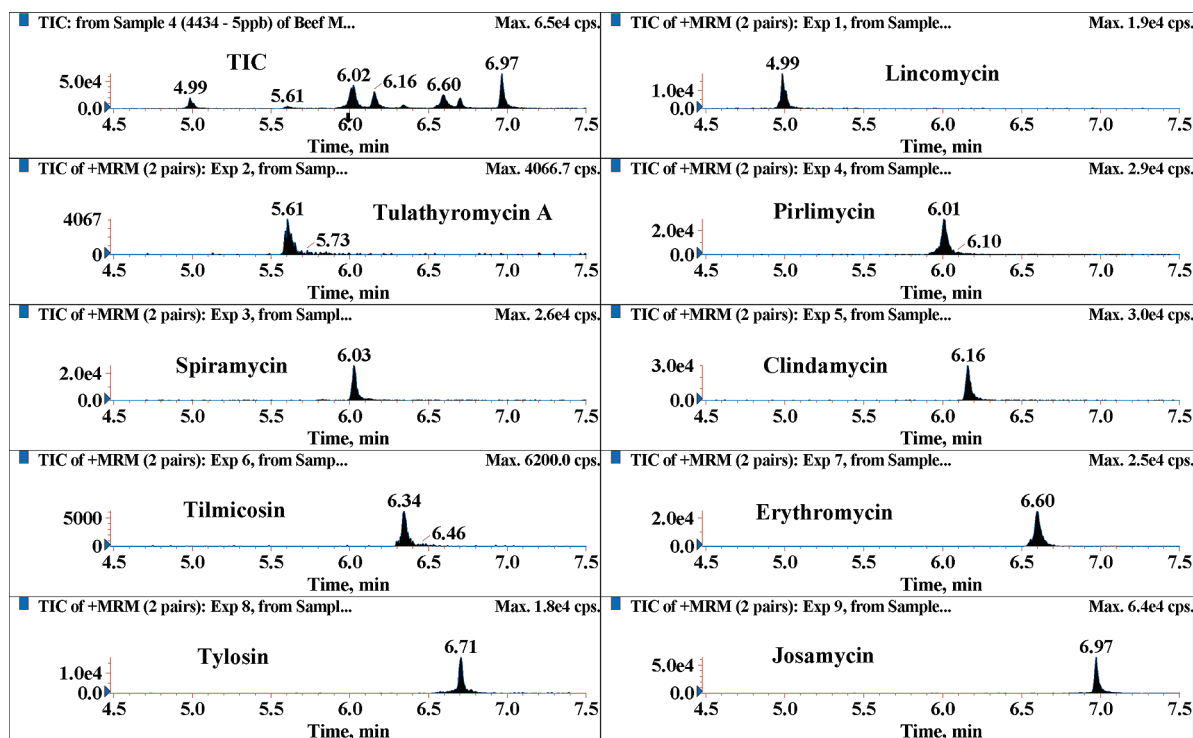 TIC: from Sample 4 (4434 - 5ppb) of Beef M... Max. 6.5e4 cps.
TIC
4.99 5.61 6.02 6.16 6.60 6.97
5.0e4
0.0
4.5 5.0 5.5 6.0 6.5 7.0 7.5
Time, min
TIC of +MRM (2 pairs): Exp 1, from Sample... Max. 1.9e4 cps.
4.99
Lincomycin
1.0e4
0.0
4.5 5.0 5.5 6.0 6.5 7.0 7.5
Time, min
TIC of +MRM (2 pairs): Exp 2, from Samp... Max. 4066.7 cps.
5.61
Tulathyromycin A
4067
5.73
0
4.5 5.0 5.5 6.0 6.5 7.0 7.5
Time, min
TIC of +MRM (2 pairs): Exp 4, from Sample... Max. 2.9e4 cps.
Pirlimycin
6.01
2.0e4
6.10
0.0
4.5 5.0 5.5 6.0 6.5 7.0 7.5
Time, min
TIC of +MRM (2 pairs): Exp 3, from Sampl... Max. 2.6e4 cps.
6.03
Spiramycin
2.0e4
0.0
4.5 5.0 5.5 6.0 6.5 7.0 7.5
Time, min
TIC of +MRM (2 pairs): Exp 5, from Sample... Max. 3.0e4 cps.
6.16
Clindamycin
3.0e4
0.0
4.5 5.0 5.5 6.0 6.5 7.0 7.5
Time, min
TIC of +MRM (2 pairs): Exp 6, from Samp... Max. 6200.0 cps.
6.34
Tilmicosin
5000
6.46
0
4.5 5.0 5.5 6.0 6.5 7.0 7.5
Time, min
TIC of +MRM (2 pairs): Exp 7, from Sample... Max. 2.5e4 cps.
6.60
Erythromycin
2.0e4
0.0
4.5 5.0 5.5 6.0 6.5 7.0 7.5
Time, min
TIC of +MRM (2 pairs): Exp 8, from Sampl... Max. 1.8e4 cps.
6.71
Tylosin
1.0e4
0.0
4.5 5.0 5.5 6.0 6.5 7.0 7.5
Time, min
TIC of +MRM (2 pairs): Exp 9, from Sample... Max. 6.4e4 cps.
6.97
Josamycin
5.0e4
0.0
4.5 5.0 5.5 6.0 6.5 7.0 7.5
Time, min